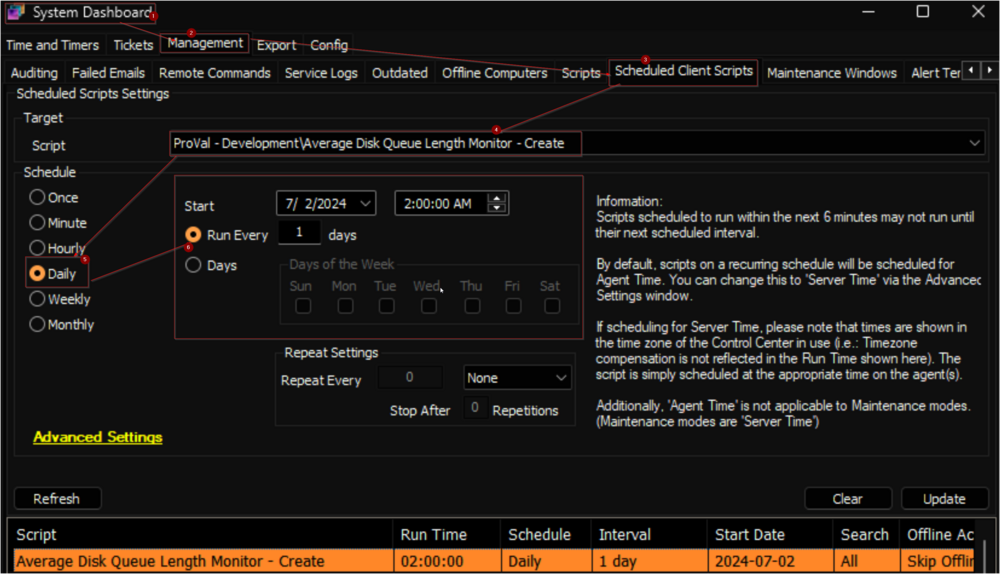 System Dashboard
1
2
Time and Timers Tickets Management Export Config
3
Auditing Failed Emails Remote Commands Service Logs Outdated Offline Computers Scripts Scheduled Client Scripts Maintenance Windows Alert Ter
Scheduled Scripts Settings
Target
4
Script ProVal - Development\Average Disk Queue Length Monitor - Create
Schedule
Once
Minute
Hourly
5
Daily
Weekly
Monthly
Start 7/ 2/2024 2:00:00 AM
Run Every 1 days
6
Days
Days of the Week
Sun Mon Tue Wed Thu Fri Sat
Repeat Settings
Repeat Every 0 None
Stop After 0 Repetitions
Information:
Scripts scheduled to run within the next 6 minutes may not run until
their next scheduled interval.
By default, scripts on a recurring schedule will be scheduled for
Agent Time. You can change this to 'Server Time' via the Advanced
Settings window.
If scheduling for Server Time, please note that times are shown in
the time zone of the Control Center in use (i.e.: Timezone
compensation is not reflected in the Run Time shown here). The
script is simply scheduled at the appropriate time on the agent(s).
Additionally, 'Agent Time' is not applicable to Maintenance modes.
(Maintenance modes are 'Server Time')
Advanced Settings
Refresh Clear Update
Script Run Time Schedule Interval Start Date Search Offline Ac
Average Disk Queue Length Monitor - Create 02:00:00 Daily 1 day 2024-07-02 All Skip Offlin